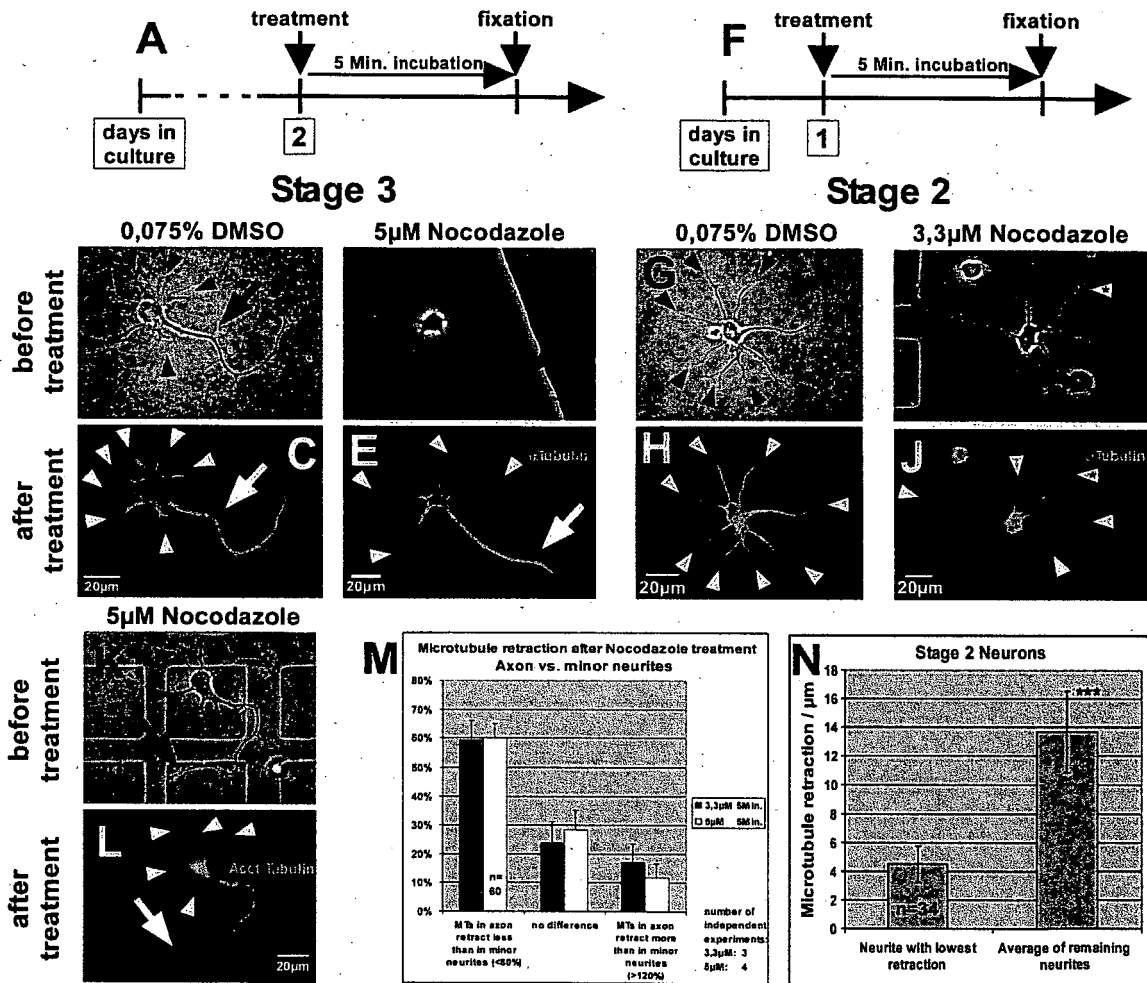 A
treatment
fixation
5 Min. incubation
days in
culture
2
F
treatment
fixation
5 Min. incubation
days in
culture
1
Stage 3
Stage 2
0,075% DMSO
5µM Nocodazole
0,075% DMSO
3,3µM Nocodazole
before
treatment
G
after
treatment
C
20µm
E
20µm
H
20µm
J
20µm
5µM Nocodazole
before
treatment
K
after
treatment
L
Acet Tubulin
20µm
M
Microtubule retraction after Nocodazole treatment
Axon vs. minor neurites
80%
70%
60%
50%
40%
30%
20%
10%
0%
n=
60
3,3µM 5Min.
5µM 5Min.
MTs in axon
retract less
than in minor
neurites (<80%)
no difference
MTs in axon
retract more
than in minor
neurites
(>120%)
number of
independent
experiments:
3,3µM: 3
5µM: 4
N
Stage 2 Neurons
Microtubule retraction / µm
18
16
14
12
10
8
6
4
2
0
***
Neurite with lowest
retraction
Average of remaining
neurites